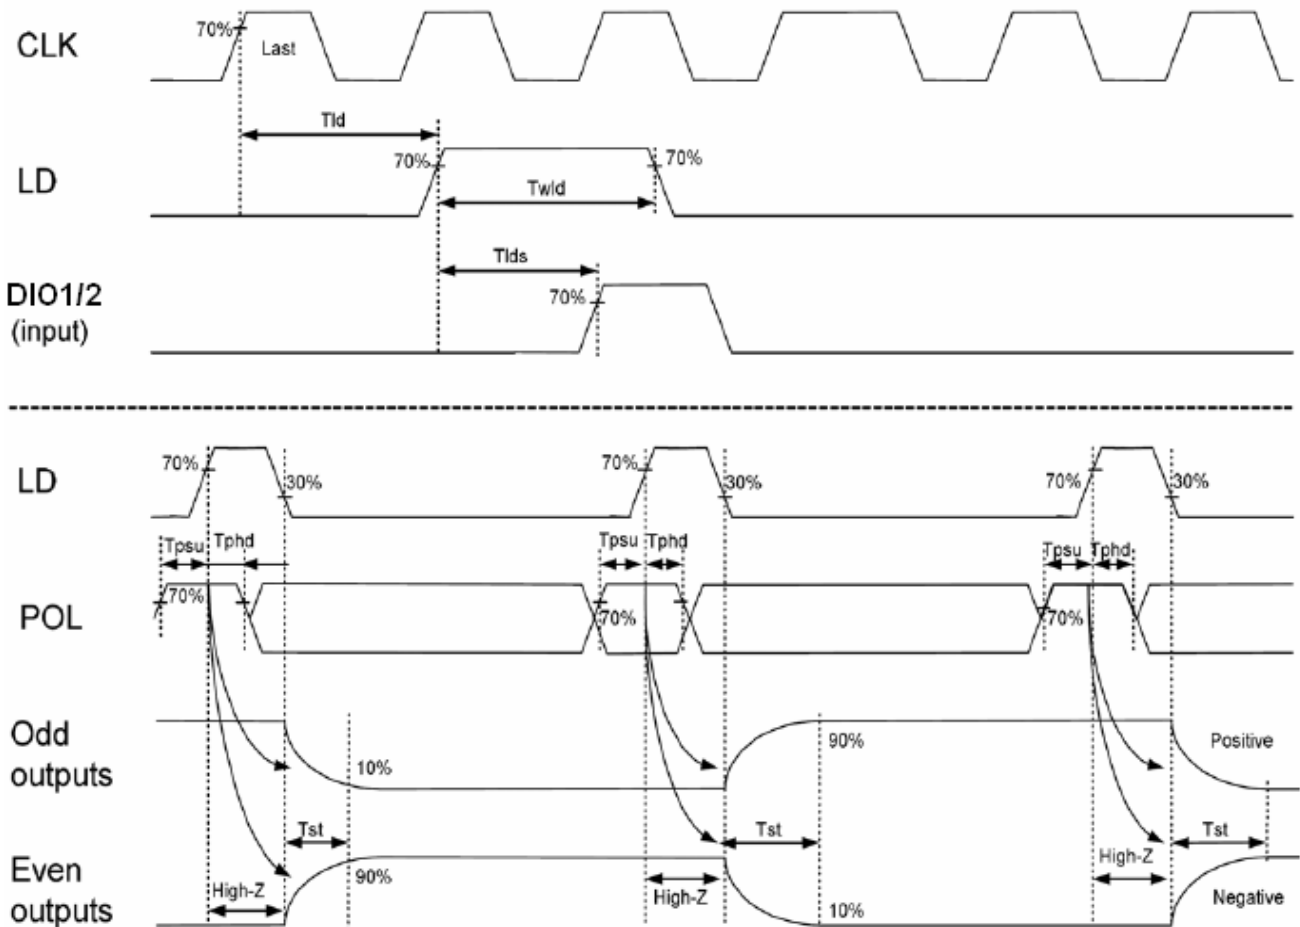 CLK
70%
Last
Tld
LD
70%
70%
Twld
Tlds
DIO1/2
(input)
70%
LD
70%
30%
70%
30%
70%
30%
Tpsu
Tphd
Tpsu
Tphd
Tpsu
Tphd
POL
70%
70%
70%
Odd
outputs
10%
90%
Positive
Tst
Tst
Tst
Even
outputs
High-Z
90%
High-Z
10%
High-Z
Negative